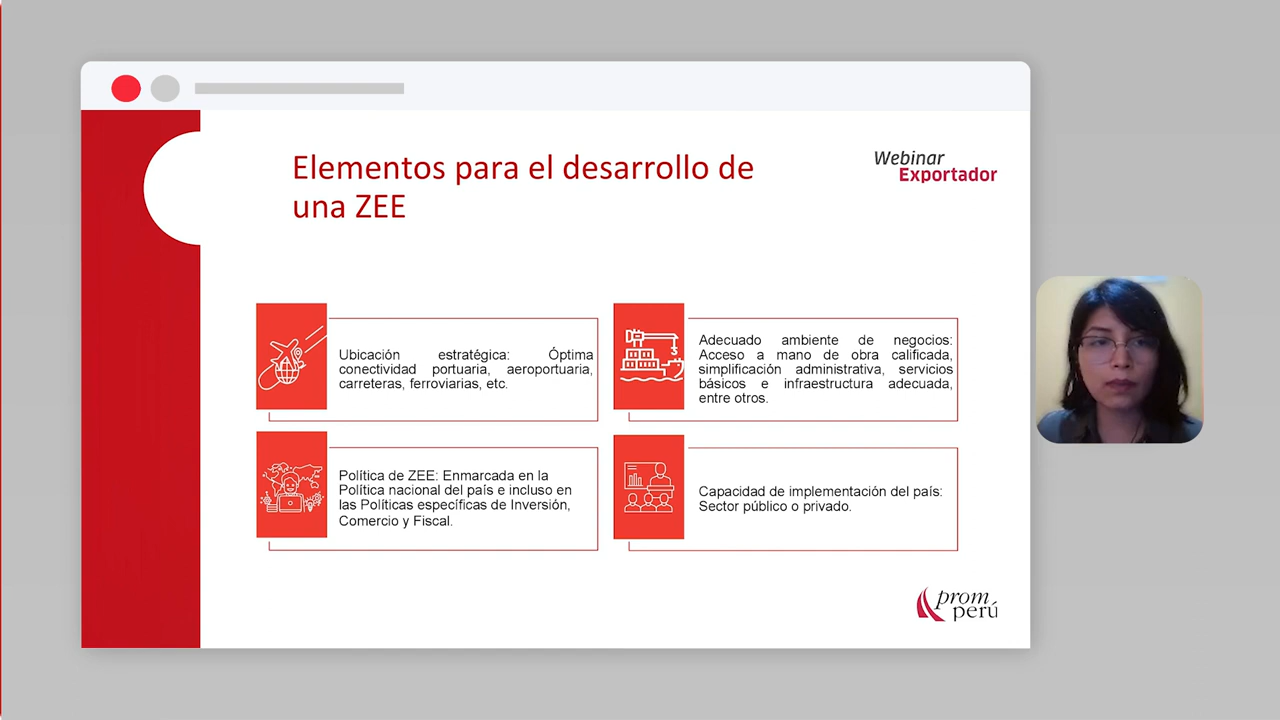 Elementos para el desarrollo de
una ZEE
Webinar
Exportador
Ubicación estratégica: Óptima
conectividad portuaria, aeroportuaria,
carreteras, ferroviarias, etc.
Adecuado ambiente de negocios:
Acceso a mano de obra calificada,
simplificación administrativa, servicios
básicos e infraestructura adecuada,
entre otros.
Política de ZEE: Enmarcada en la
Política nacional del país e incluso en
las Políticas específicas de Inversión,
Comercio y Fiscal.
Capacidad de implementación del país:
Sector público o privado.
prom
perú